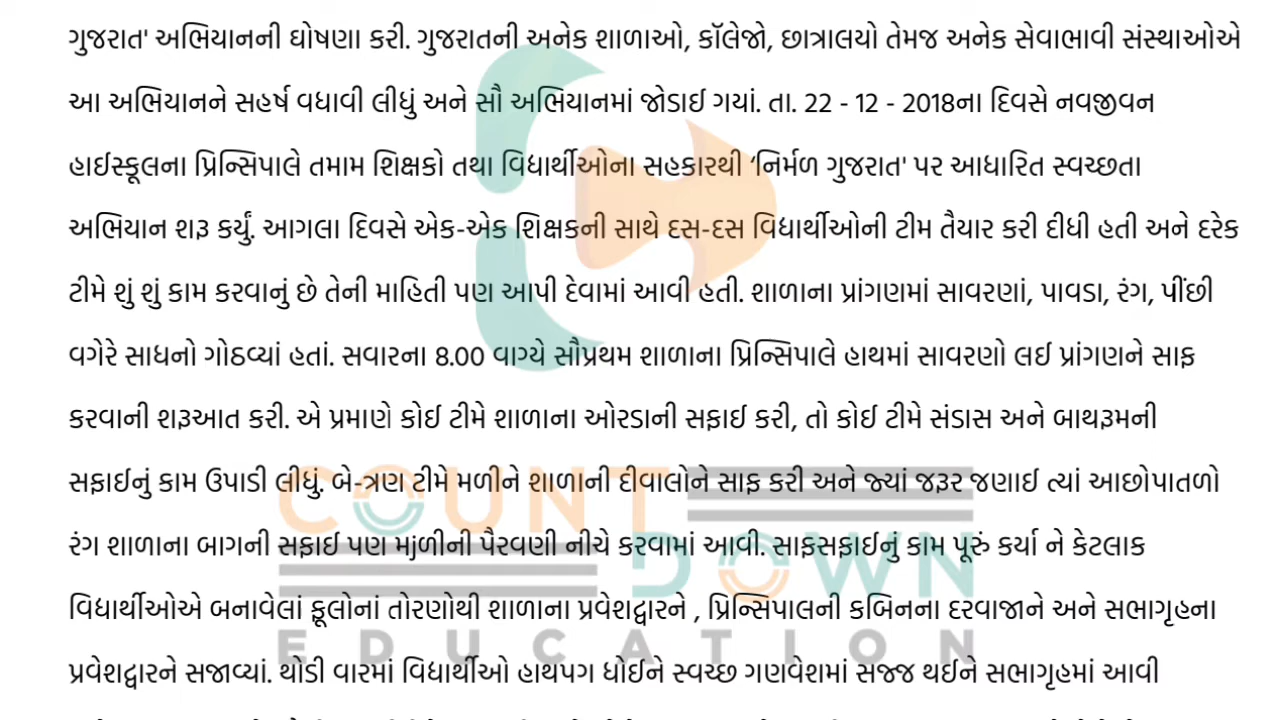 ગુજરાત' અભિયાનની ઘોષણા કરી. ગુજરાતની અનેક શાળાઓ, કૉલેજો, છાત્રાલયો તેમજ અનેક સેવાભાવી સંસ્થાઓએ
આ અભિયાનને સહર્ષ વધાવી લીધું અને સૌ અભિયાનમાં જોડાઈ ગયાં. તા. 22 - 12 - 2018ના દિવસે નવજીવન
હાઈસ્કૂલના પ્રિન્સિપાલે તમામ શિક્ષકો તથા વિદ્યાર્થીઓના સહકારથી ‘નિર્મળ ગુજરાત' પર આધારિત સ્વચ્છતા
અભિયાન શરૂ કર્યું. આગલા દિવસે એક-એક શિક્ષકની સાથે દસ-દસ વિદ્યાર્થીઓની ટીમ તૈયાર કરી દીધી હતી અને દરેક
ટીમે શું શું કામ કરવાનું છે તેની માહિતી પણ આપી દેવામાં આવી હતી. શાળાના પ્રાંગણમાં સાવરણાં, પાવડા, રંગ, પીંછી
વગેરે સાધનો ગોઠવ્યાં હતાં. સવારના 8.00 વાગ્યે સૌપ્રથમ શાળાના પ્રિન્સિપાલે હાથમાં સાવરણો લઈ પ્રાંગણને સાફ
કરવાની શરૂઆત કરી. એ પ્રમાણે કોઈ ટીમે શાળાના ઓરડાની સફાઈ કરી, તો કોઈ ટીમે સંડાસ અને બાથરૂમની
સફાઈનું કામ ઉપાડી લીધું. બે-ત્રણ ટીમે મળીને શાળાની દીવાલોને સાફ કરી અને જ્યાં જરૂર જણાઈ ત્યાં આછોપાતળો
રંગ શાળાના બાગની સફાઈ પણ મjંળીની પૈરવણી નીચે કરવામાં આવી. સાફસફાઈનું કામ પૂરું કર્યા ને કેટલાક
વિદ્યાર્થીઓએ બનાવેલાં ફૂલોનાં તોરણોથી શાળાના પ્રવેશદ્વારને , પ્રિન્સિપાલની કબિનના દરવાજાને અને સભાગૃહના
પ્રવેશદ્વારને સજાવ્યાં. થોડી વારમાં વિદ્યાર્થીઓ હાથપગ ધોઈને સ્વચ્છ ગણવેશમાં સજ્જ થઈને સભાગૃહમાં આવી
COUNT
DOWN
EDUCATION